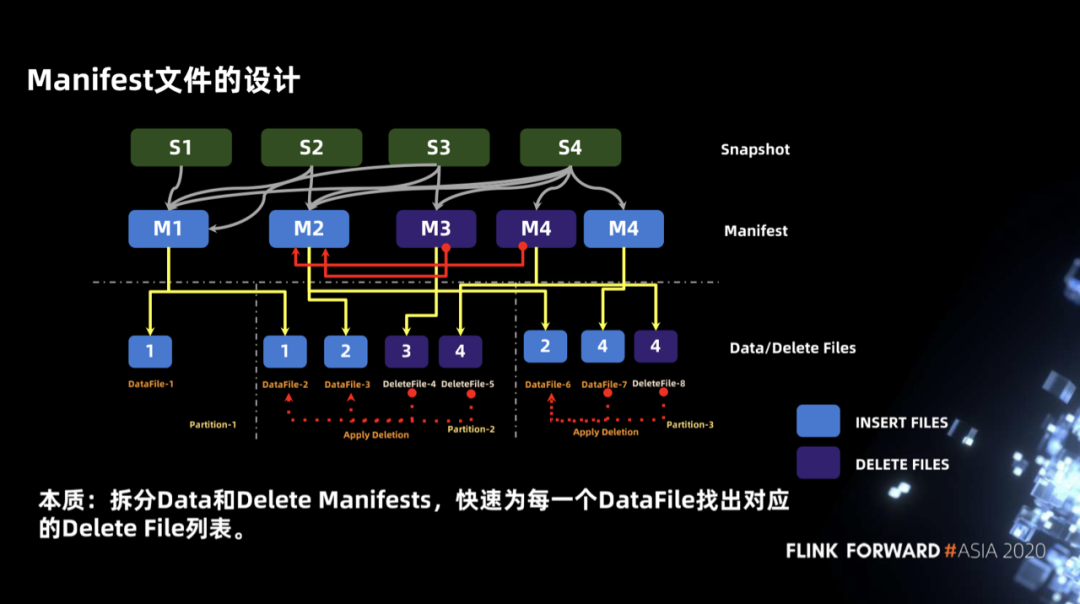 Manifest文件的设计
S1 S2 S3 S4 Snapshot
M1 M2 M3 M4 M4 Manifest
1 1 2 3 4 2 4 4 Data/Delete Files
DataFile-1 DataFile-2 DataFile-3 DeleteFile-4 DeleteFile-5 DataFile-6 DataFile-7 DeleteFile-8
Partition-1 Apply Deletion Partition-2 Apply Deletion Partition-3
INSERT FILES
DELETE FILES
本质：拆分Data和Delete Manifests，快速为每一个DataFile找出对应
的Delete File列表。
FLINK FORWARD #ASIA 2020